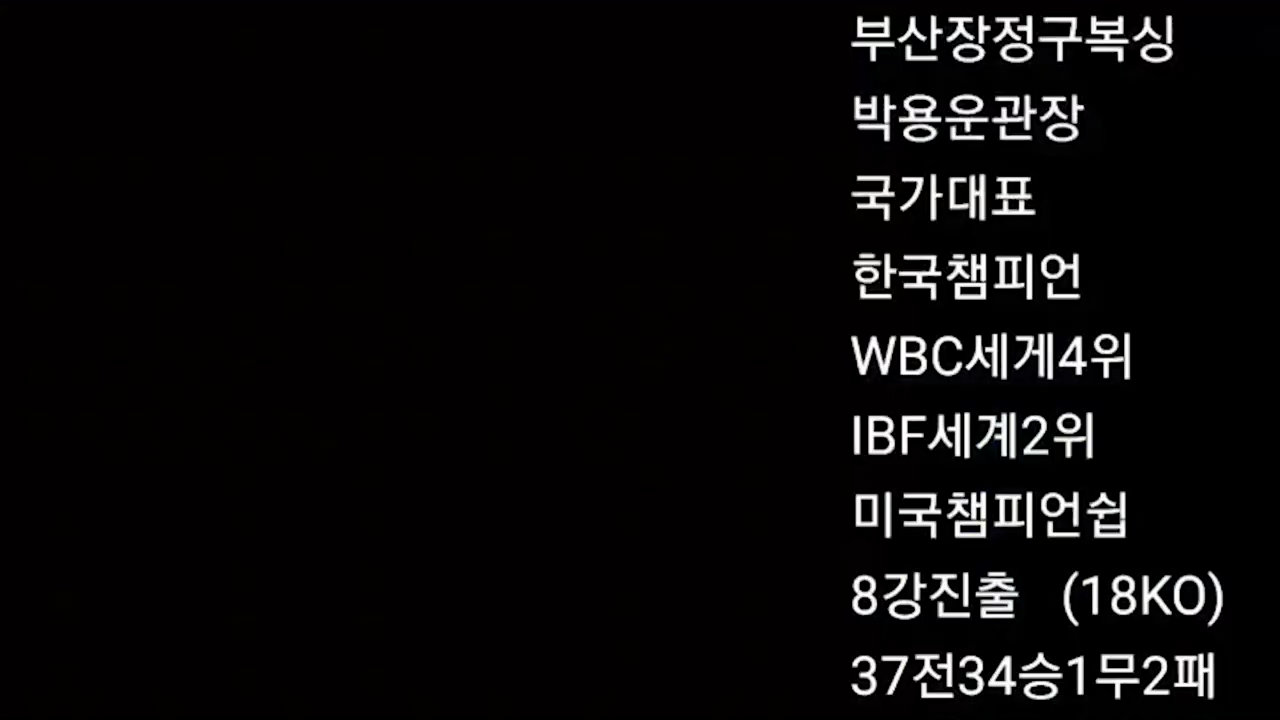 부산장정구복싱
박용운관장
국가대표
한국챔피언
WBC세게4위
IBF세계2위
미국챔피언쉽
8강진출 (18KO)
37전34승1무2패